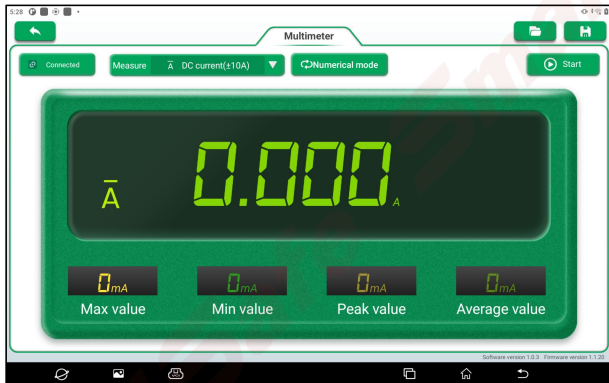 5:28
Multimeter
Connected
Measure A DC current(±10A)
Numerical mode
Start
A 0.000 A
0mA 0mA 0mA 0mA
Max value Min value Peak value Average value
Software version 1.0.3 Firmware version 1.1.20